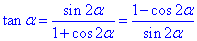 tan α = sin 2α / (1 + cos 2α) = (1 − cos 2α) / sin 2α